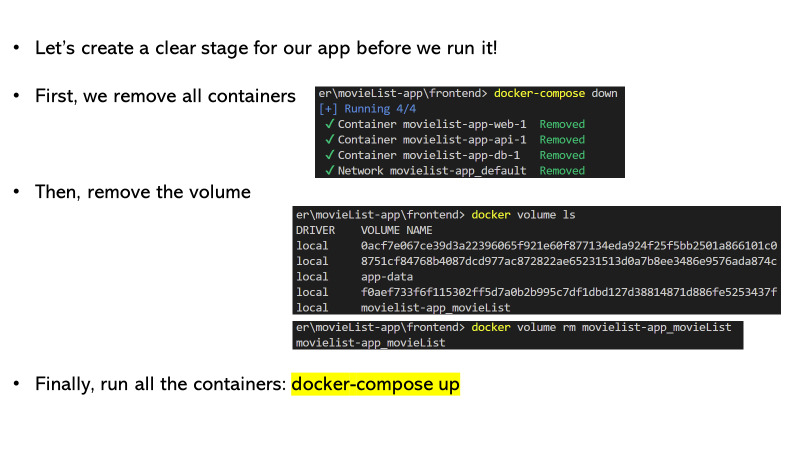 • Let's create a clear stage for our app before we run it!
• First, we remove all containers
er\movieList-app\frontend> docker-compose down
[+] Running 4/4
✓ Container movielist-app-web-1 Removed
✓ Container movielist-app-api-1 Removed
✓ Container movielist-app-db-1 Removed
✓ Network movielist-app_default Removed
• Then, remove the volume
er\movieList-app\frontend> docker volume ls
DRIVER VOLUME NAME
local 0acf7e067ce39d3a22396065f921e60f877134eda924f25f5bb2501a866101c0
local 8751cf84768b4087dcd977ac872822ae65231513d0a7b8ee3486e9576ada874c
local app-data
local f0aef733f6f115302ff5d7a0b2b995c7df1dbd127d38814871d886fe5253437f
local movielist-app_movieList
er\movieList-app\frontend> docker volume rm movielist-app_movieList
movielist-app_movieList
• Finally, run all the containers: docker-compose up